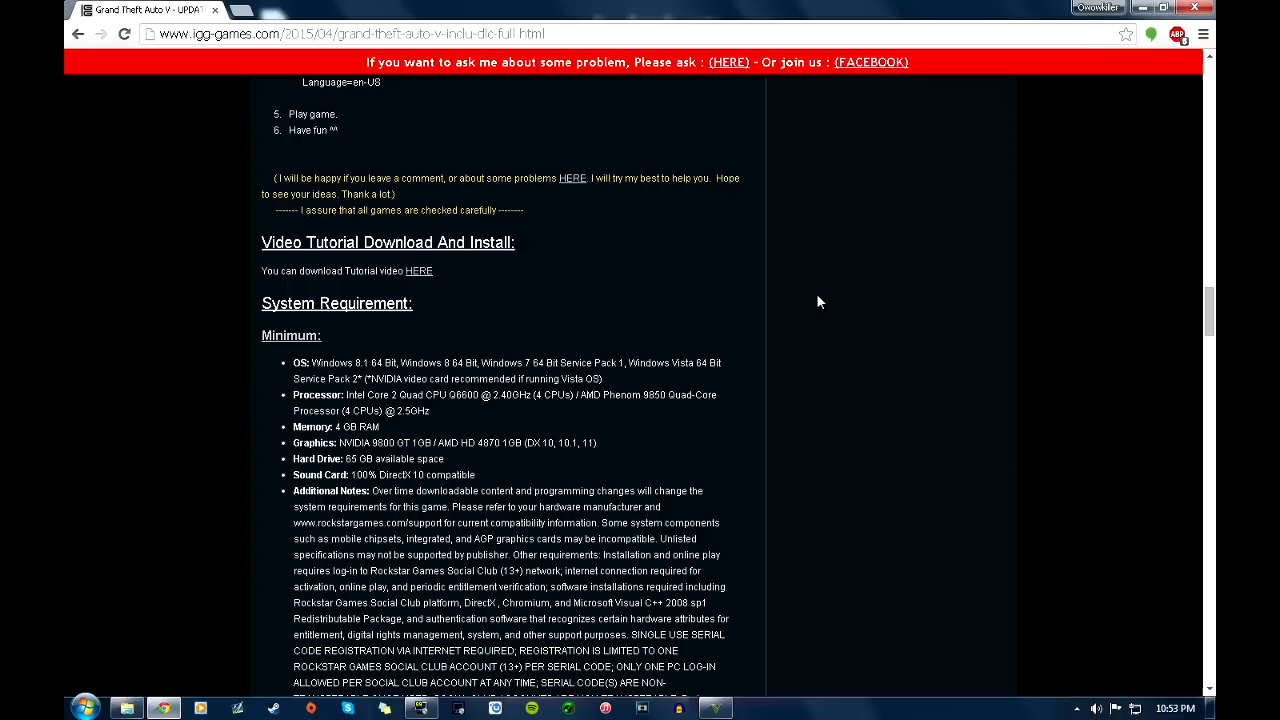 Grand Theft Auto V - UPDAT
Owowkiller
www.igg-games.com/2015/04/grand-theft-auto-v-inclu-dlc-full.html
ABP
If you want to ask me about some problem, Please ask : (HERE) - Or join us : (FACEBOOK)
Language=en-US
5. Play game.
6. Have fun ^^
( I will be happy if you leave a comment, or about some problems HERE. I will try my best to help you. Hope
to see your ideas. Thank a lot.)
------- I assure that all games are checked carefully --------
Video Tutorial Download And Install:
You can download Tutorial video HERE
System Requirement:
Minimum:
OS: Windows 8.1 64 Bit, Windows 8 64 Bit, Windows 7 64 Bit Service Pack 1, Windows Vista 64 Bit
Service Pack 2* (*NVIDIA video card recommended if running Vista OS)
Processor: Intel Core 2 Quad CPU Q6600 @ 2.40GHz (4 CPUs) / AMD Phenom 9850 Quad-Core
Processor (4 CPUs) @ 2.5GHz
Memory: 4 GB RAM
Graphics: NVIDIA 9800 GT 1GB / AMD HD 4870 1GB (DX 10, 10.1, 11)
Hard Drive: 65 GB available space
Sound Card: 100% DirectX 10 compatible
Additional Notes: Over time downloadable content and programming changes will change the
system requirements for this game. Please refer to your hardware manufacturer and
www.rockstargames.com/support for current compatibility information. Some system components
such as mobile chipsets, integrated, and AGP graphics cards may be incompatible. Unlisted
specifications may not be supported by publisher. Other requirements: Installation and online play
requires log-in to Rockstar Games Social Club (13+) network; internet connection required for
activation, online play, and periodic entitlement verification; software installations required including
Rockstar Games Social Club platform, DirectX , Chromium, and Microsoft Visual C++ 2008 sp1
Redistributable Package, and authentication software that recognizes certain hardware attributes for
entitlement, digital rights management, system, and other support purposes. SINGLE USE SERIAL
CODE REGISTRATION VIA INTERNET REQUIRED; REGISTRATION IS LIMITED TO ONE
ROCKSTAR GAMES SOCIAL CLUB ACCOUNT (13+) PER SERIAL CODE; ONLY ONE PC LOG-IN
ALLOWED PER SOCIAL CLUB ACCOUNT AT ANY TIME; SERIAL CODE(S) ARE NON-
10:53 PM